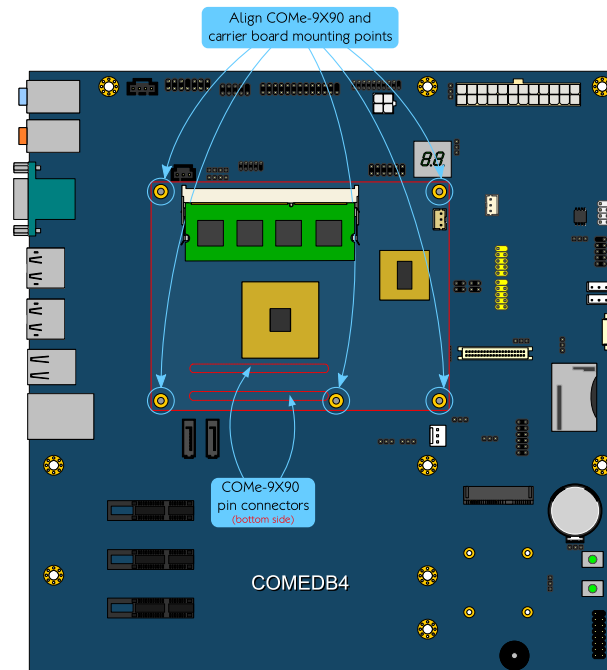 Align COMe-9X90 and
carrier board mounting points
8.8
COMe-9X90
pin connectors
(bottom side)
COMEDB4